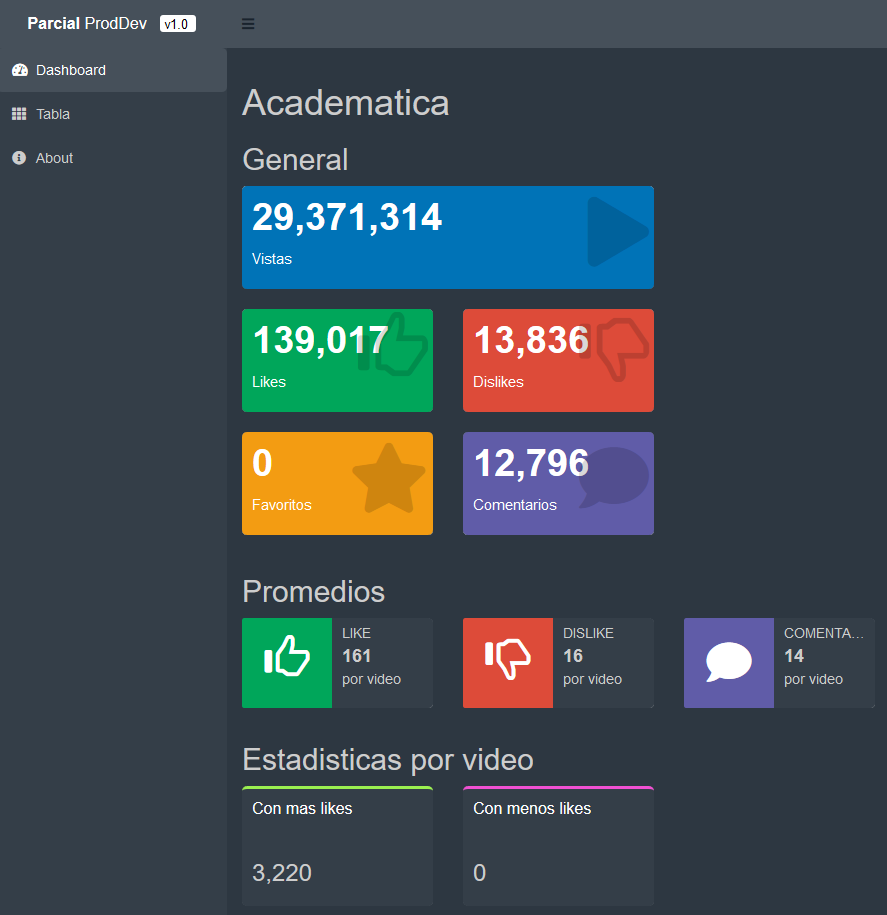 Parcial ProdDev v1.0
Dashboard
Tabla
About
Academatica
General
29,371,314
Vistas
139,017
Likes
13,836
Dislikes
0
Favoritos
12,796
Comentarios
Promedios
LIKE
161
por video
DISLIKE
16
por video
COMENTA...
14
por video
Estadisticas por video
Con mas likes
3,220
Con menos likes
0